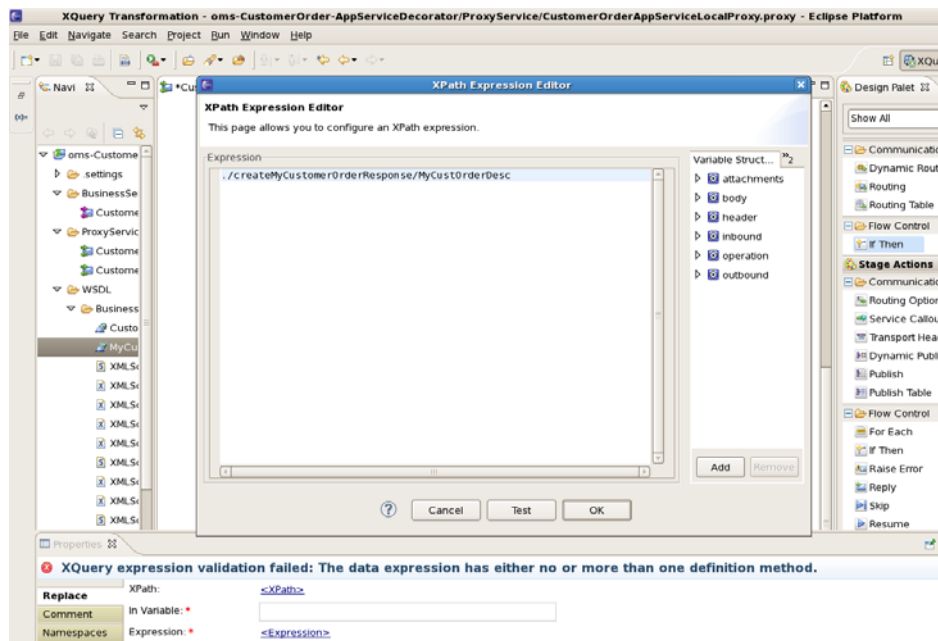 XQuery Transformation - oms-CustomerOrder-AppServiceDecorator/ProxyService/CustomerOrderAppServiceLocalProxy.proxy - Eclipse Platform
File Edit Navigate Search Project Run Window Help
XQu
Navi
*Cu
XPath Expression Editor
Design Palet
XPath Expression Editor
This page allows you to configure an XPath expression.
Show All
oms-Custome
.settings
BusinessSe
Custome
ProxyServic
Custome
Custome
WSDL
Business
Custo
MyCu
XMLS
XMLS
XMLS
XMLS
XMLS
XMLS
XMLS
XMLS
XMLS
Expression
./createMyCustomerOrderResponse/MyCustOrderDesc
Variable Struct... »2
attachments
body
header
inbound
operation
outbound
Add Remove
Cancel Test OK
Communicatio
Dynamic Rout
Routing
Routing Table
Flow Control
If Then
Stage Actions
Communicatio
Routing Option
Service Callou
Transport Hea
Dynamic Publ
Publish
Publish Table
Flow Control
For Each
If Then
Raise Error
Reply
Skip
Resume
Properties
XQuery expression validation failed: The data expression has either no or more than one definition method.
Replace
Comment
Namespaces
XPath: <XPath>
In Variable: *
Expression: * <Expression>